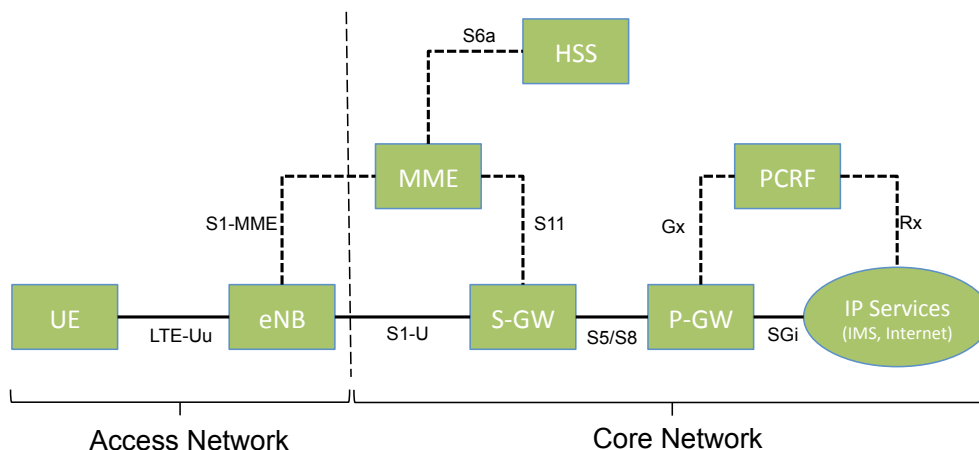 S6a
HSS
MME
PCRF
S1-MME
S11
Gx
Rx
UE
eNB
S-GW
P-GW
IP Services
(IMS, Internet)
LTE-Uu
S1-U
S5/S8
SGi
Access Network
Core Network